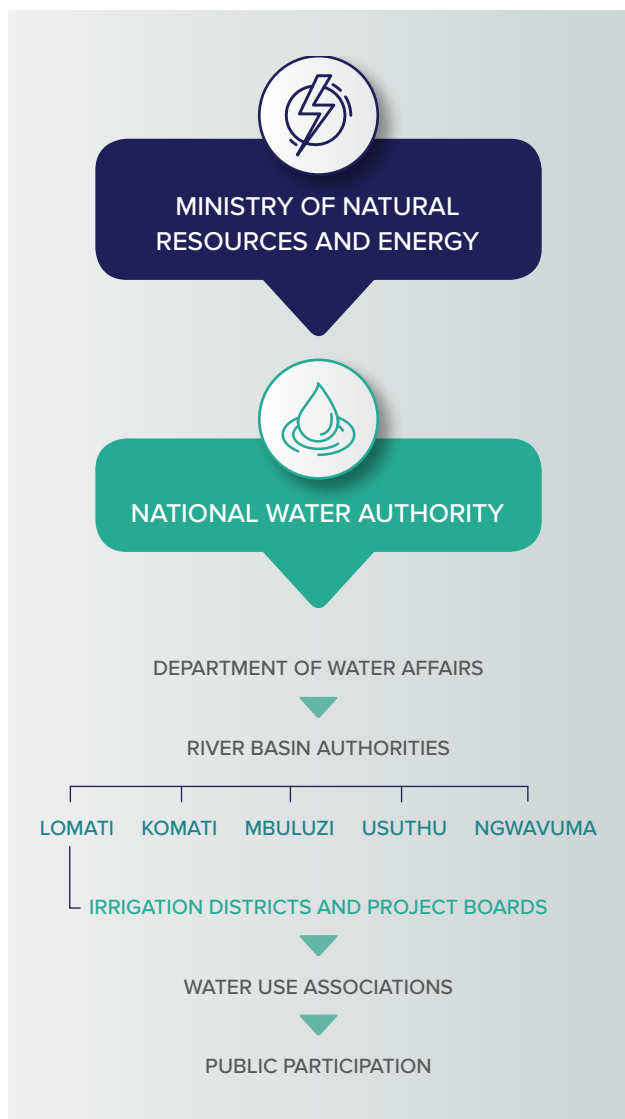 MINISTRY OF NATURAL
RESOURCES AND ENERGY
NATIONAL WATER AUTHORITY
DEPARTMENT OF WATER AFFAIRS
RIVER BASIN AUTHORITIES
LOMATI KOMATI MBULUZI USUTHU NGWAVUMA
IRRIGATION DISTRICTS AND PROJECT BOARDS
WATER USE ASSOCIATIONS
PUBLIC PARTICIPATION